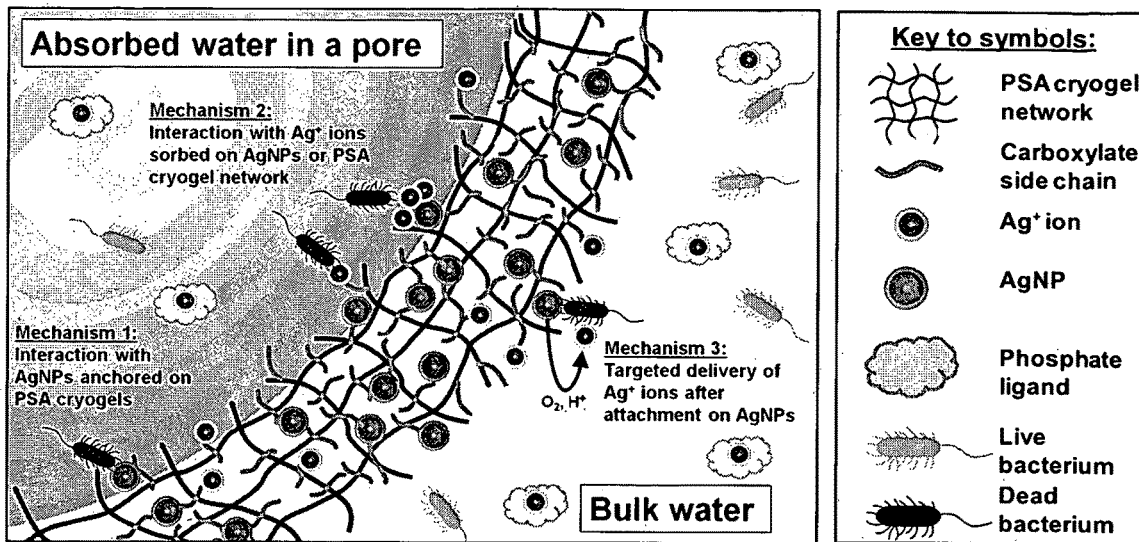 Absorbed water in a pore
Mechanism 2:
Interaction with Ag⁺ ions
sorbed on AgNPs or PSA
cryogel network
Mechanism 1:
Interaction with
AgNPs anchored on
PSA cryogels
Mechanism 3:
Targeted delivery of
Ag⁺ ions after
attachment on AgNPs
O₂, H⁺
Bulk water
Key to symbols:
PSA cryogel
network
Carboxylate
side chain
Ag⁺ ion
AgNP
Phosphate
ligand
Live
bacterium
Dead
bacterium